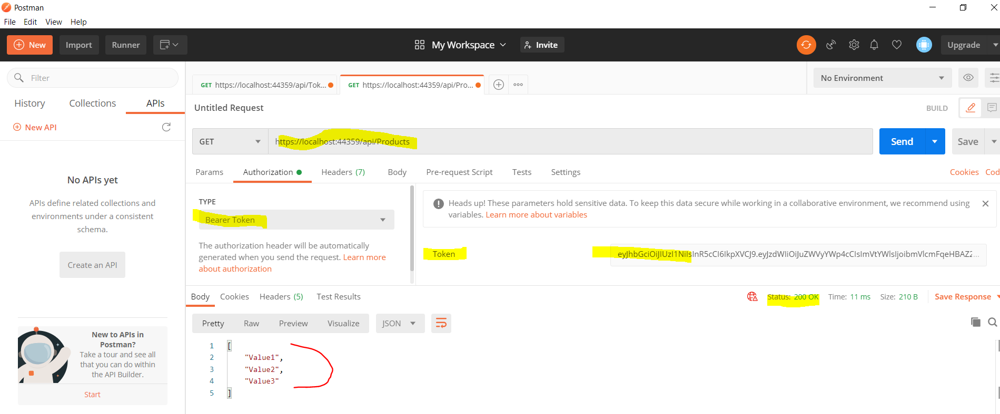 Postman
File Edit View Help
New Import Runner My Workspace Invite Upgrade
Filter
History Collections APIs
New API
No APIs yet
APIs define related collections and
environments under a consistent
schema.
Create an API
New to APIs in
Postman?
Take a tour and see all
that you can do within
the API Builder.
Start
GET https://localhost:44359/api/Tok...
GET https://localhost:44359/api/Pro...
No Environment
Untitled Request
BUILD
GET https://localhost:44359/api/Products Send Save
Params Authorization Headers (7) Body Pre-request Script Tests Settings Cookies Cod
TYPE
Bearer Token
The authorization header will be automatically
generated when you send the request. Learn more
about authorization
Heads up! These parameters hold sensitive data. To keep this data secure while working in a collaborative environment, we recommend using
variables. Learn more about variables
Token eyJhbGciOiJIUzI1NiIsInR5cCI6IkpXVCJ9.eyJzdWIiOiJuZWVyYWp4cCIsImVtYWlsIjoibmVlcmFqeHBAZ2...
Body Cookies Headers (5) Test Results Status: 200 OK Time: 11 ms Size: 210 B Save Response
Pretty Raw Preview Visualize JSON
1 [
2 "Value1",
3 "Value2",
4 "Value3"
5 ]